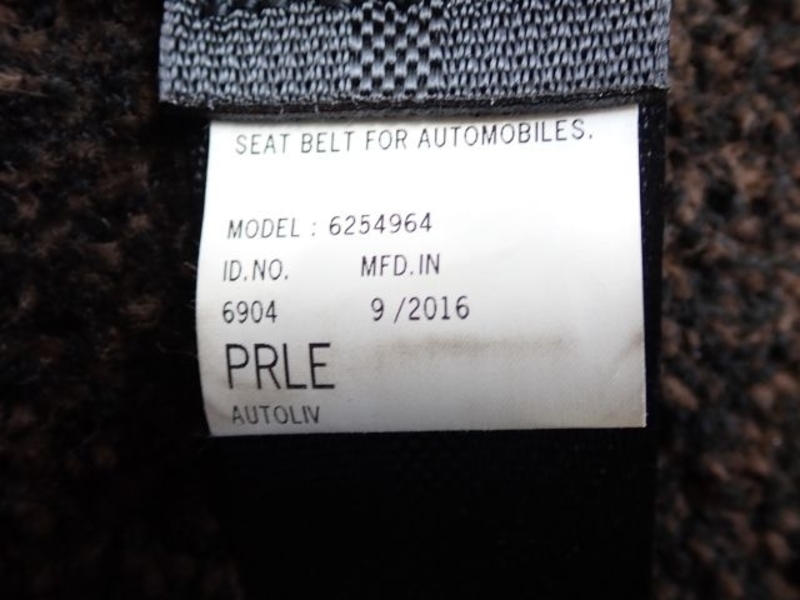 SEAT BELT FOR AUTOMOBILES.
MODEL : 6254964
ID.NO. MFD.IN
6904 9/2016
PRLE
AUTOLIV